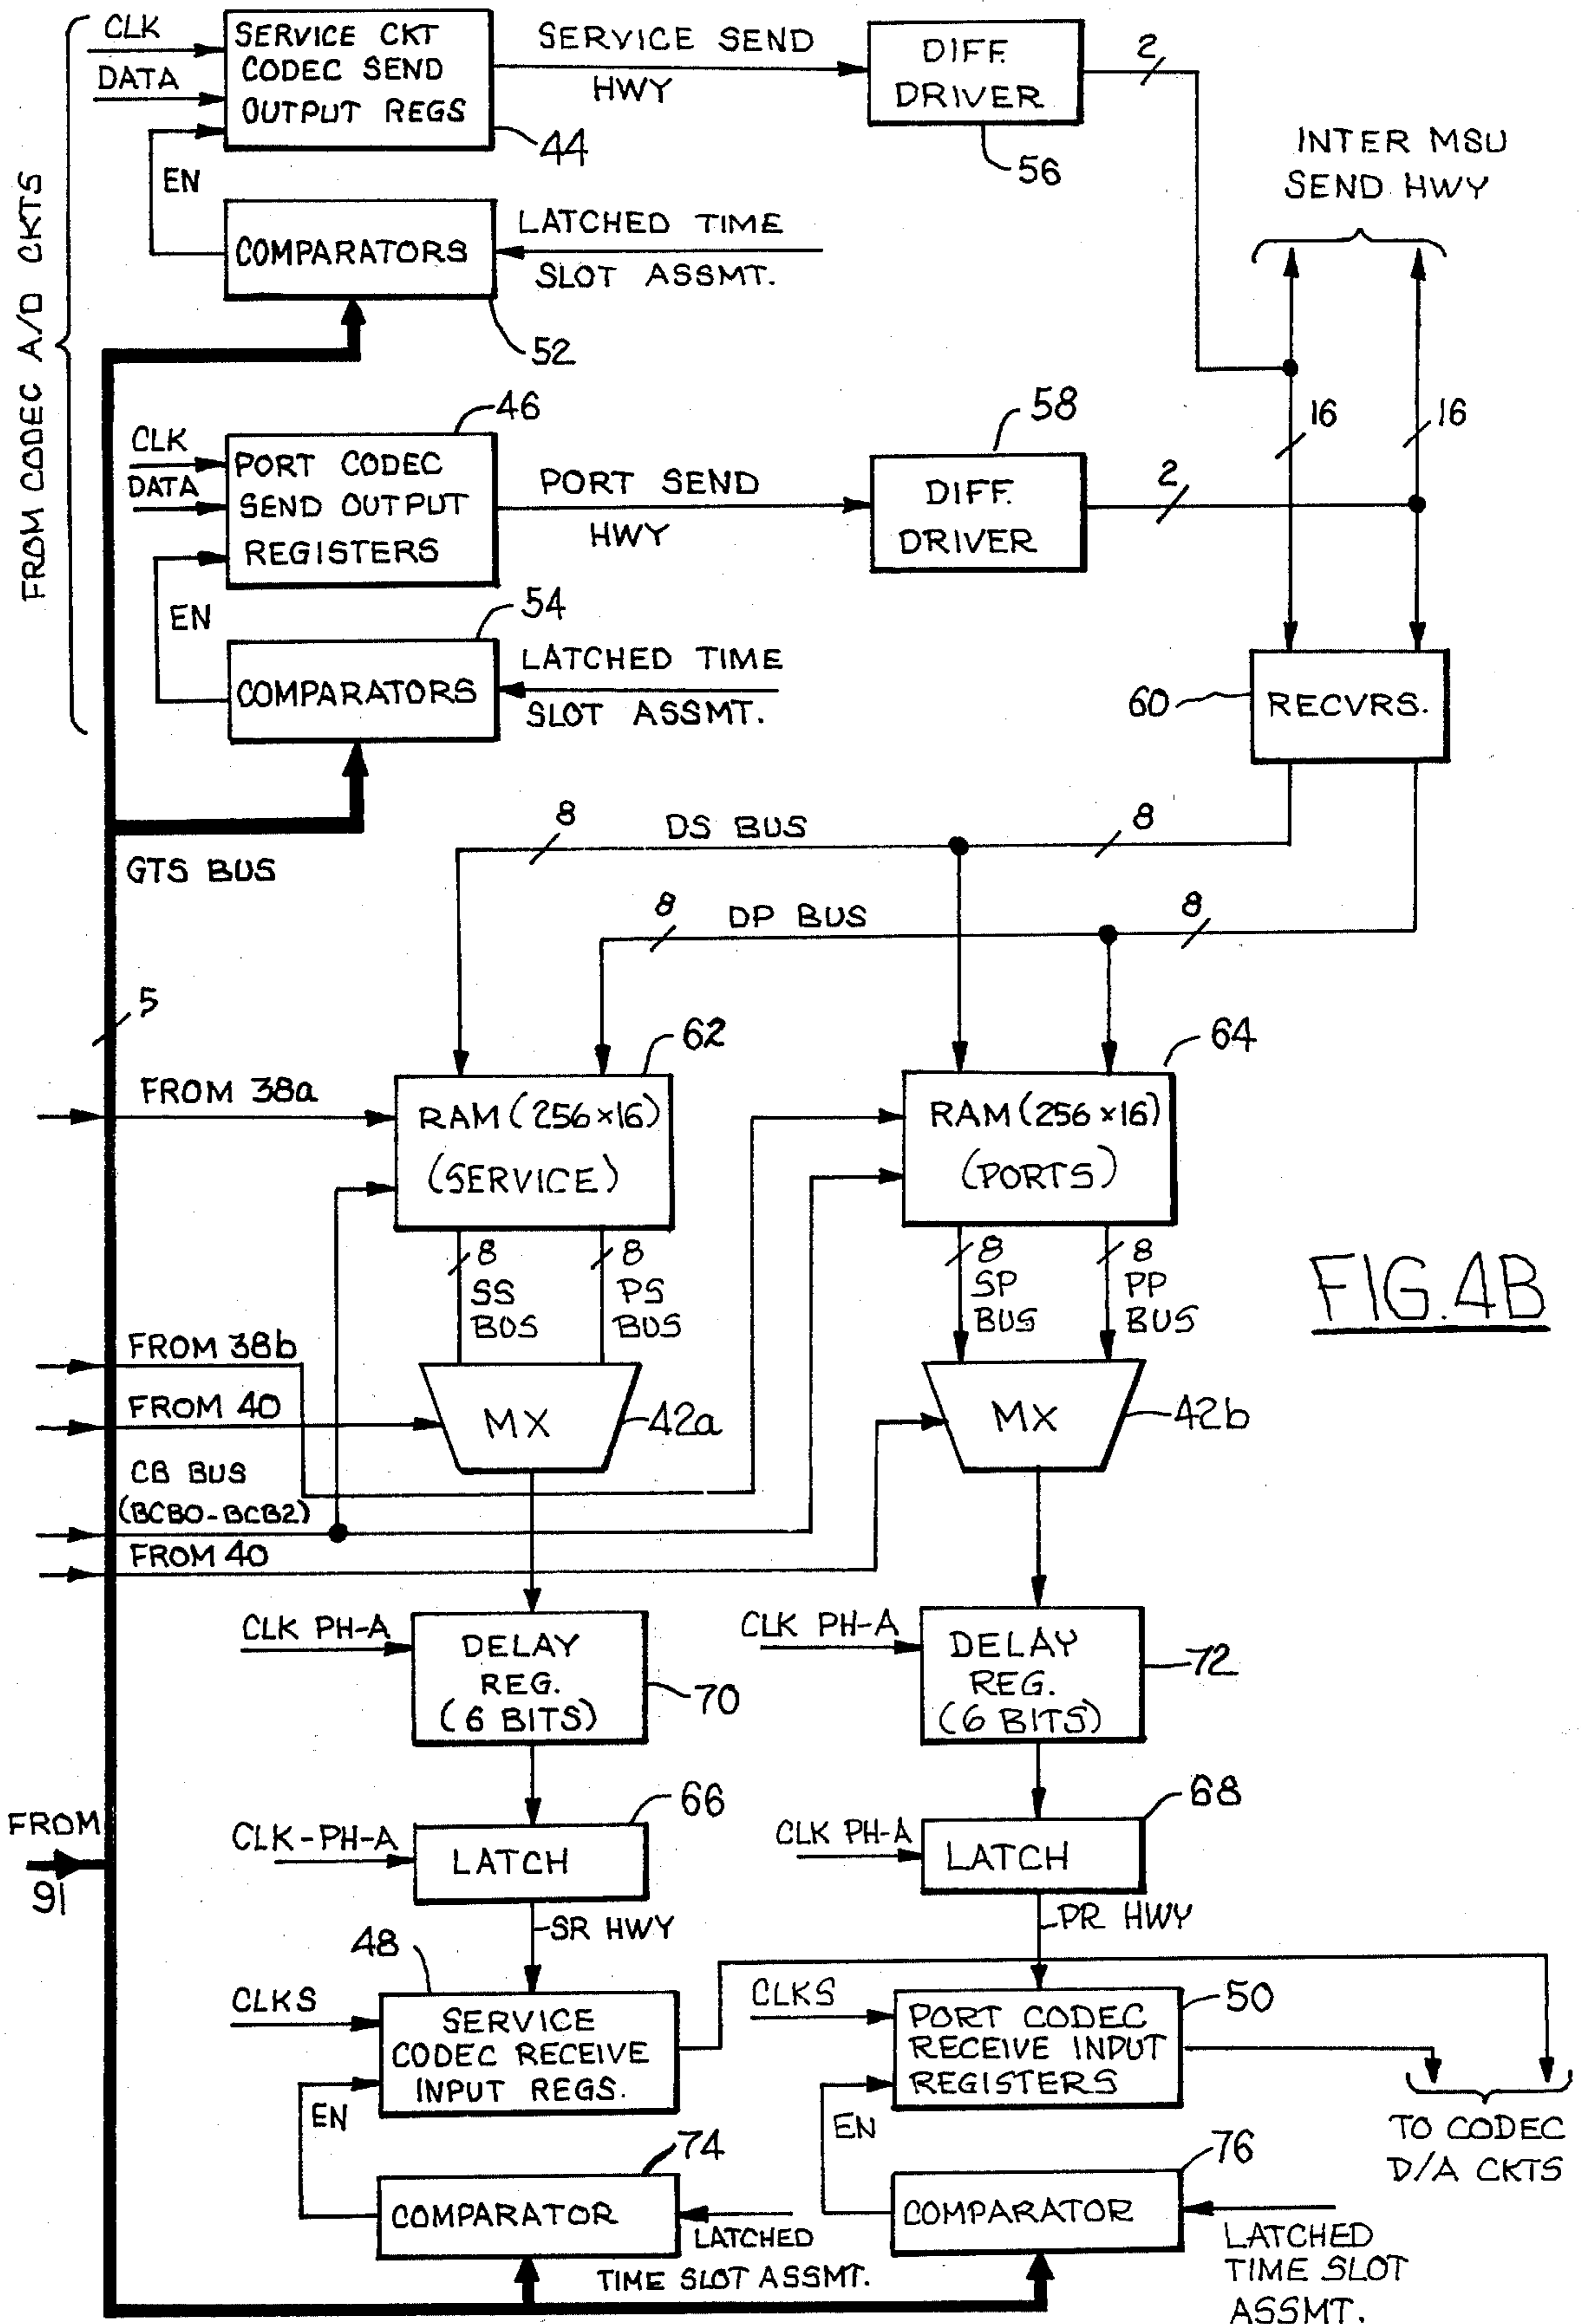 CLK
DATA
SERVICE CKT
CODEC SEND
OUTPUT REGS
44
SERVICE SEND
HWY
DIFF.
DRIVER
56
2
INTER MSU
SEND HWY
EN
COMPARATORS
52
LATCHED TIME
SLOT ASSMT.
FROM CODEC A/D CKTS
CLK
DATA
PORT CODEC
SEND OUTPUT
REGISTERS
46
PORT SEND
HWY
DIFF.
DRIVER
58
2
16
16
EN
COMPARATORS
54
LATCHED TIME
SLOT ASSMT.
60
RECVRS.
GTS BUS
8
DS BUS
8
8
DP BUS
8
5
FROM 38a
RAM (256×16)
(SERVICE)
62
RAM (256×16)
(PORTS)
64
8
SS
BUS
8
PS
BUS
8
SP
BUS
8
PP
BUS
FIG. 4B
FROM 38b
FROM 40
CB BUS
(BCB0-BCB2)
FROM 40
MX
42a
MX
42b
CLK PH-A
DELAY
REG.
(6 BITS)
70
CLK PH-A
DELAY
REG.
(6 BITS)
72
FROM
91
CLK-PH-A
LATCH
66
CLK PH-A
LATCH
68
SR HWY
PR HWY
CLKS
48
SERVICE
CODEC RECEIVE
INPUT REGS.
CLKS
PORT CODEC
RECEIVE INPUT
REGISTERS
50
EN
COMPARATOR
74
LATCHED
TIME SLOT ASSMT.
EN
COMPARATOR
76
LATCHED
TIME SLOT
ASSMT.
TO CODEC
D/A CKTS